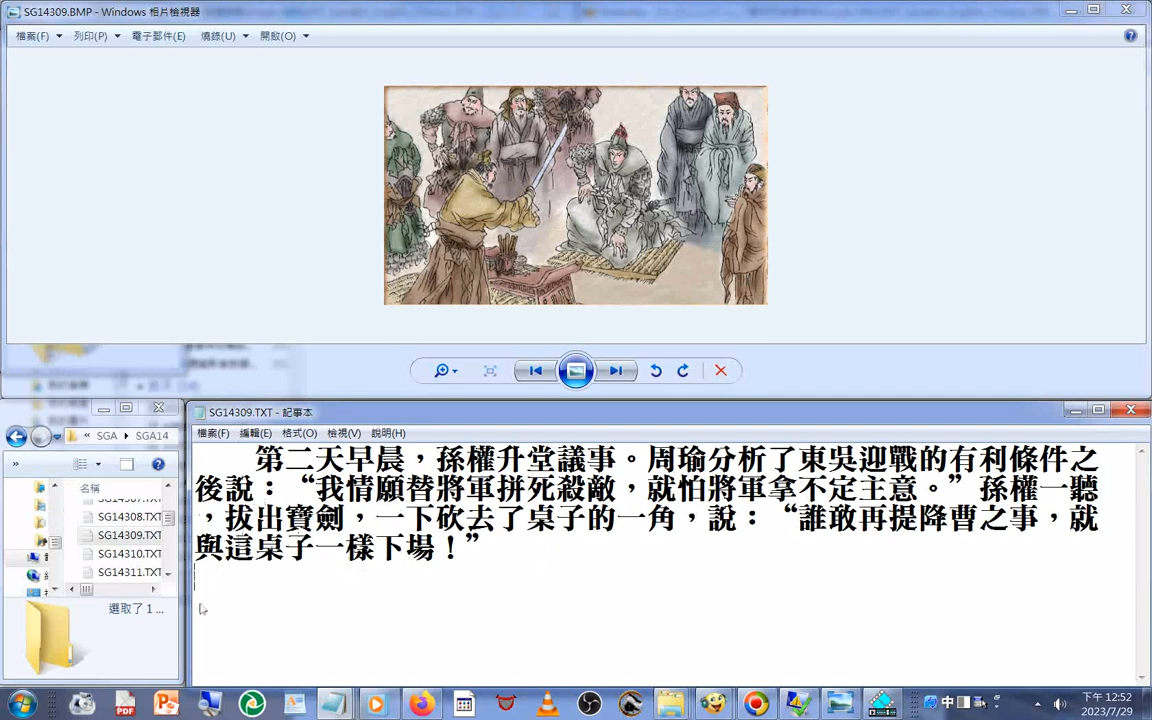 SG14309.BMP - Windows 相片檢視器
檔案(F) 列印(P) 電子郵件(E) 燒錄(U) 開啟(O)
SG14309.TXT - 記事本
« SGA ▸ SGA14
檔案(F) 編輯(E) 格式(O) 檢視(V) 說明(H)
»
名稱
SG14308.TXT
SG14309.TXT
SG14310.TXT
SG14311.TXT
選取了 1 ...
第二天早晨，孫權升堂議事。周瑜分析了東吳迎戰的有利條件之
後說：“我情願替將軍拼死殺敵，就怕將軍拿不定主意。”孫權一聽
，拔出寶劍，一下砍去了桌子的一角，說：“誰敢再提降曹之事，就
與這桌子一樣下場！”
PDF
中
下午 12:52
2023/7/29